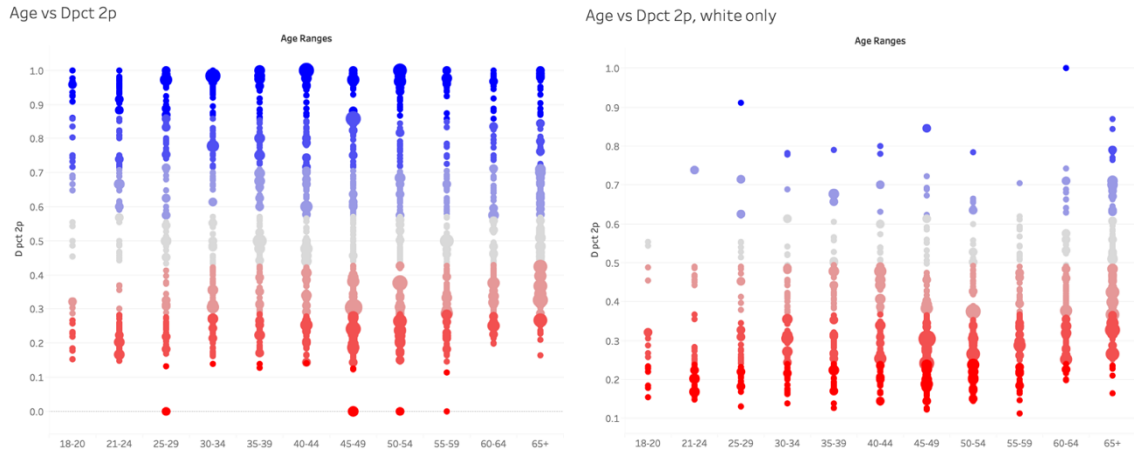 Age vs Dpct 2p
Age Ranges
1.0
0.9
0.8
0.7
0.6
0.5
0.4
0.3
0.2
0.1
0.0
D pct 2p
18-20 21-24 25-29 30-34 35-39 40-44 45-49 50-54 55-59 60-64 65+
Age vs Dpct 2p, white only
Age Ranges
1.0
0.9
0.8
0.7
0.6
0.5
0.4
0.3
0.2
0.1
D pct 2p
18-20 21-24 25-29 30-34 35-39 40-44 45-49 50-54 55-59 60-64 65+